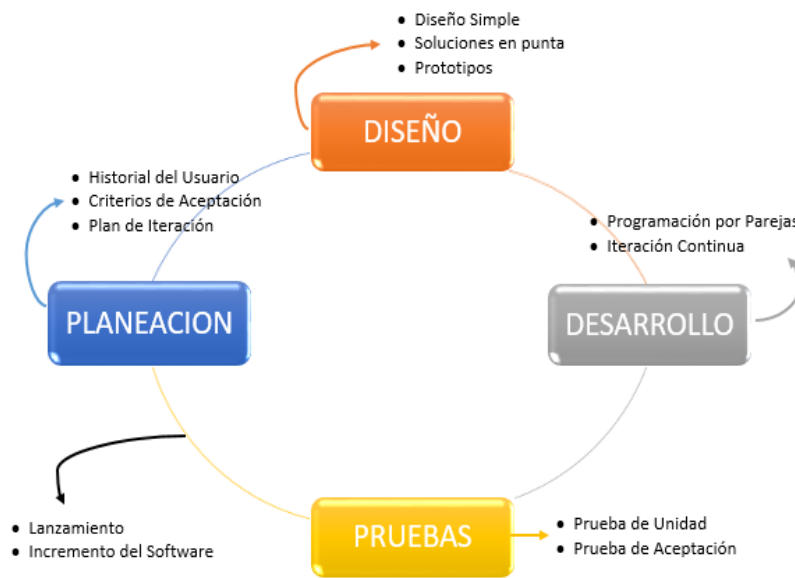 • Diseño Simple
• Soluciones en punta
• Prototipos
DISEÑO
• Historial del Usuario
• Criterios de Aceptación
• Plan de Iteración
• Programación por Parejas
• Iteración Continua
PLANEACION
DESARROLLO
• Lanzamiento
• Incremento del Software
PRUEBAS
• Prueba de Unidad
• Prueba de Aceptación